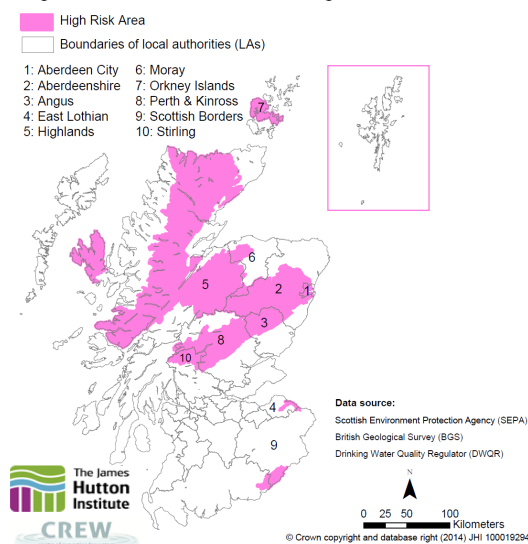 High Risk Area
Boundaries of local authorities (LAs)
1: Aberdeen City 6: Moray
2: Aberdeenshire 7: Orkney Islands
3: Angus 8: Perth & Kinross
4: East Lothian 9: Scottish Borders
5: Highlands 10: Stirling
7
6
5
2
1
3
8
10
4
9
Data source:
Scottish Environment Protection Agency (SEPA)
British Geological Survey (BGS)
Drinking Water Quality Regulator (DWQR)
N
0 25 50 100
Kilometers
The James
Hutton
Institute
CREW
© Crown copyright and database right (2014) JHI 100019294